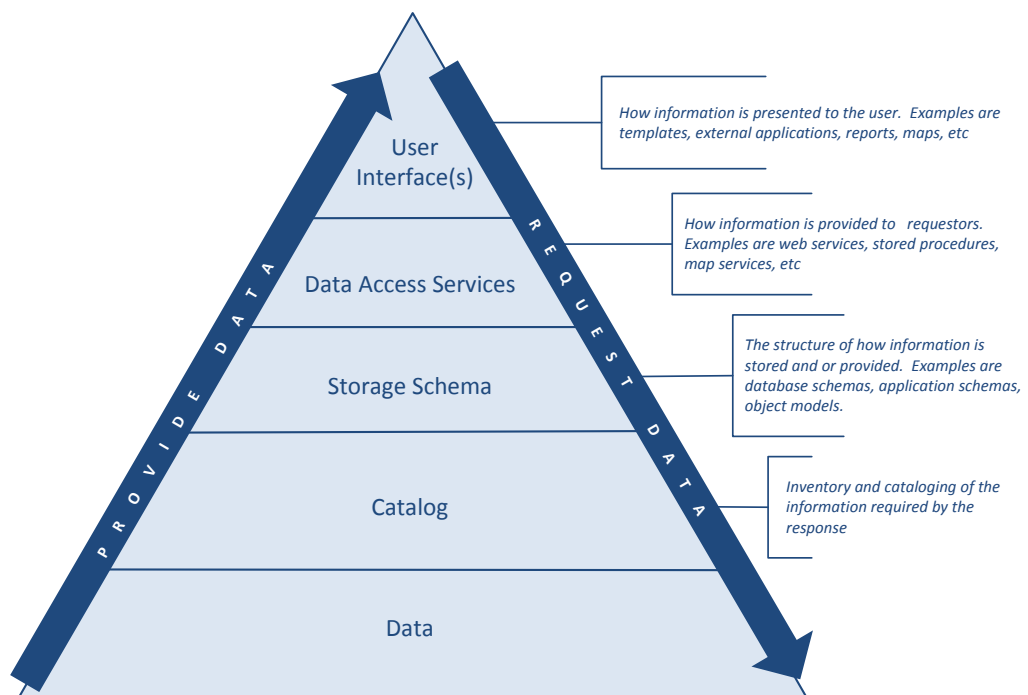 User
Interface(s)
Data Access Services
Storage Schema
Catalog
Data
PROVIDE DATA
REQUEST DATA
How information is presented to the user.  Examples are
templates, external applications, reports, maps, etc
How information is provided to   requestors.
Examples are web services, stored procedures,
map services, etc
The structure of how information is
stored and or provided.  Examples are
database schemas, application schemas,
object models.
Inventory and cataloging of the
information required by the
response